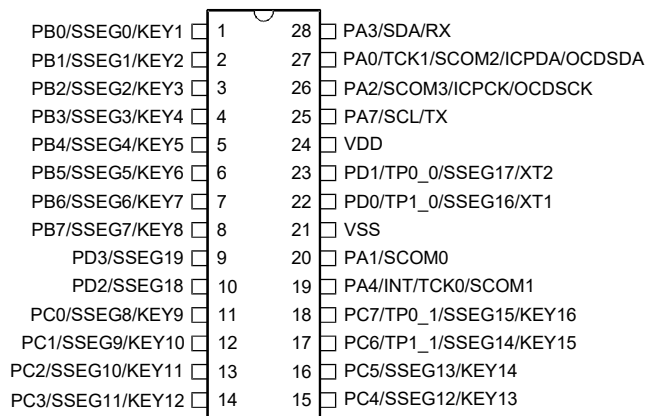 PB0/SSEG0/KEY1 1 28 PA3/SDA/RX
PB1/SSEG1/KEY2 2 27 PA0/TCK1/SCOM2/ICPDA/OCDSDA
PB2/SSEG2/KEY3 3 26 PA2/SCOM3/ICPCK/OCDSCK
PB3/SSEG3/KEY4 4 25 PA7/SCL/TX
PB4/SSEG4/KEY5 5 24 VDD
PB5/SSEG5/KEY6 6 23 PD1/TP0_0/SSEG17/XT2
PB6/SSEG6/KEY7 7 22 PD0/TP1_0/SSEG16/XT1
PB7/SSEG7/KEY8 8 21 VSS
PD3/SSEG19 9 20 PA1/SCOM0
PD2/SSEG18 10 19 PA4/INT/TCK0/SCOM1
PC0/SSEG8/KEY9 11 18 PC7/TP0_1/SSEG15/KEY16
PC1/SSEG9/KEY10 12 17 PC6/TP1_1/SSEG14/KEY15
PC2/SSEG10/KEY11 13 16 PC5/SSEG13/KEY14
PC3/SSEG11/KEY12 14 15 PC4/SSEG12/KEY13